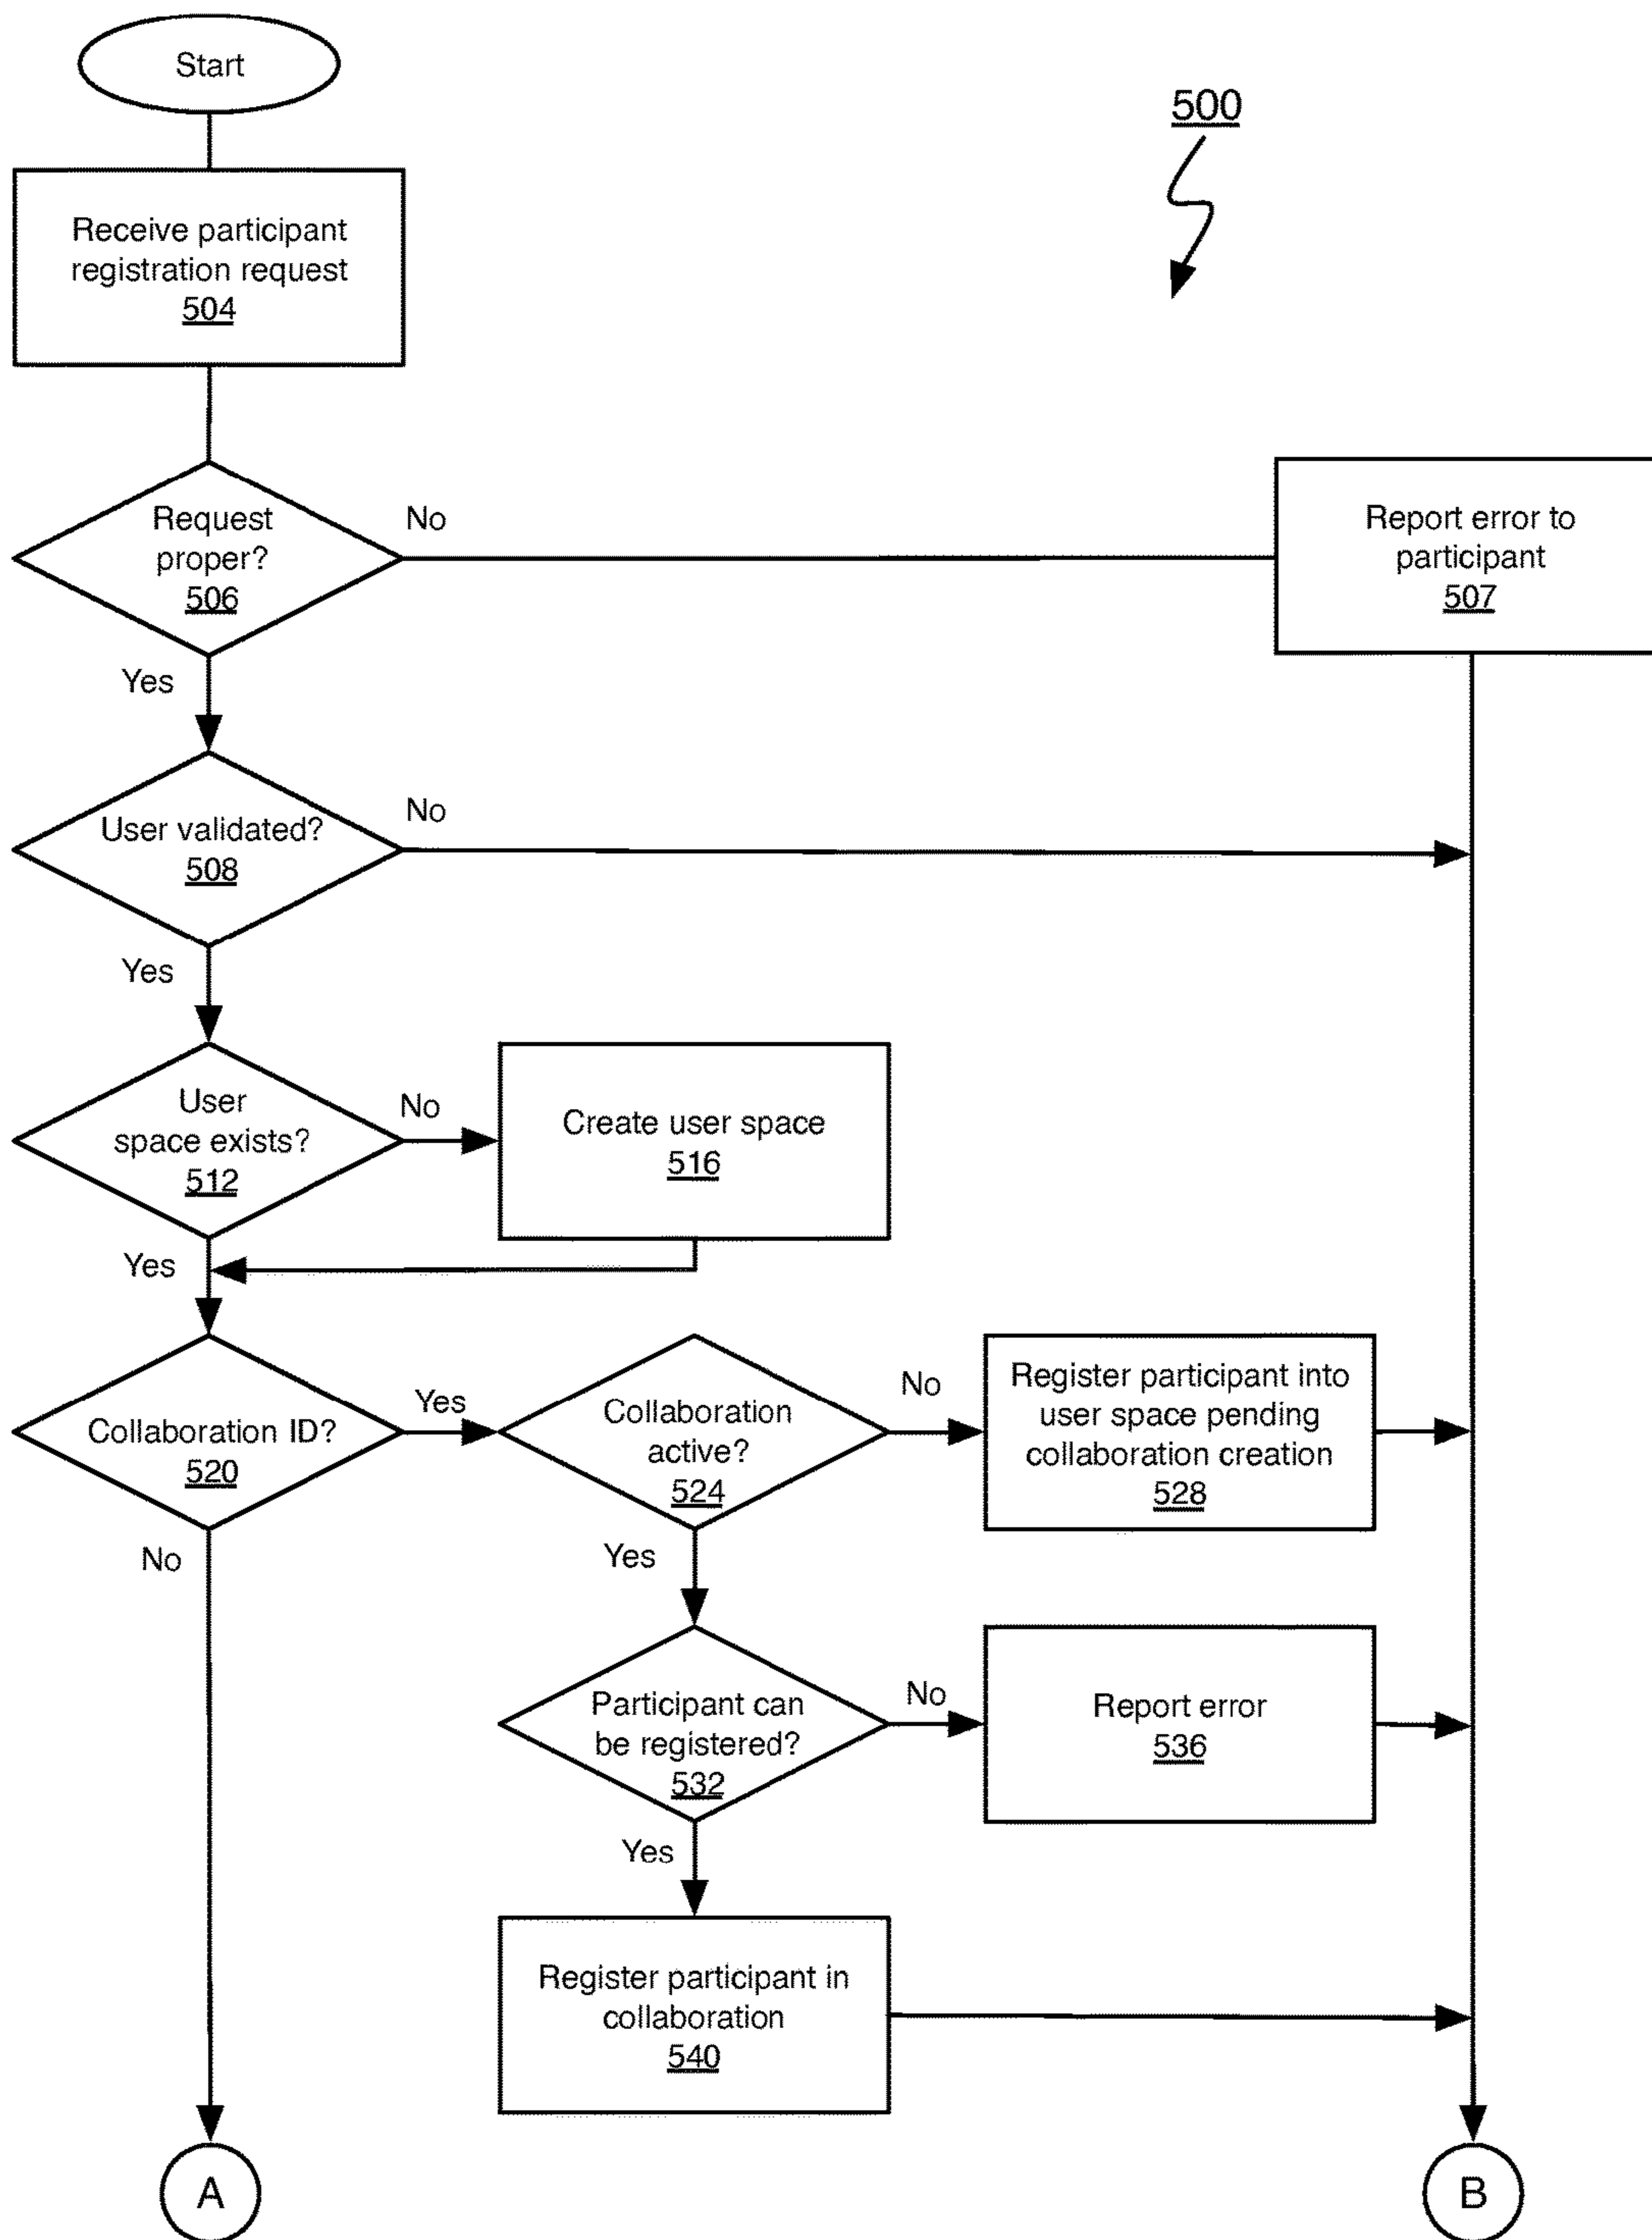 Start
500
Receive participant
registration request
504
Request
proper?
506
No
Report error to
participant
507
Yes
User validated?
508
No
Yes
User
space exists?
512
No
Create user space
516
Yes
Collaboration ID?
520
Yes
Collaboration
active?
524
No
Register participant into
user space pending
collaboration creation
528
No
Yes
Participant can
be registered?
532
No
Report error
536
Yes
Register participant in
collaboration
540
A
B